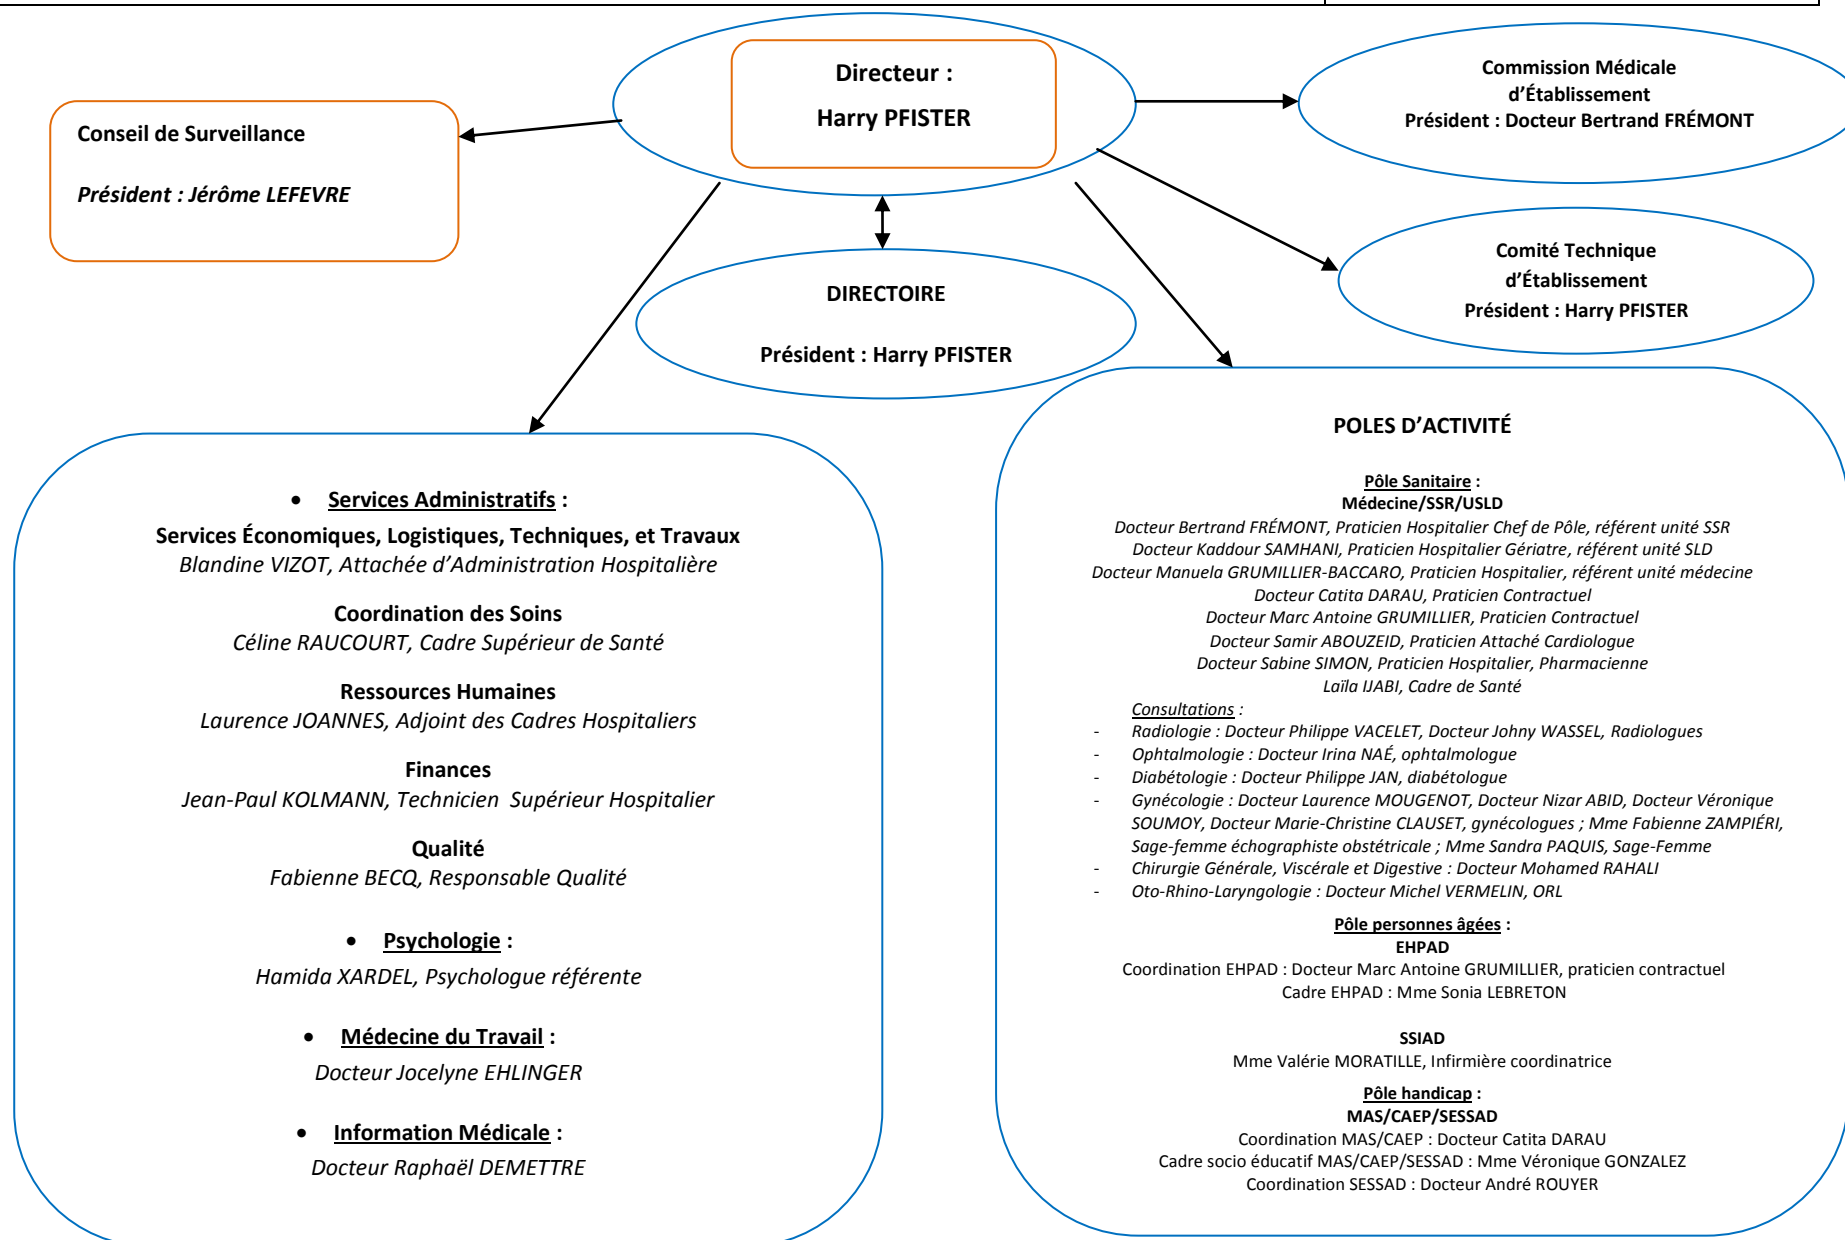 Directeur :
Harry PFISTER
Commission Médicale
d’Établissement
Président : Docteur Bertrand FRÉMONT
Conseil de Surveillance
Président : Jérôme LEFEVRE
Comité Technique
d’Établissement
Président : Harry PFISTER
DIRECTOIRE
Président : Harry PFISTER
• Services Administratifs :
Services Économiques, Logistiques, Techniques, et Travaux
Blandine VIZOT, Attachée d’Administration Hospitalière
Coordination des Soins
Céline RAUCOURT, Cadre Supérieur de Santé
Ressources Humaines
Laurence JOANNES, Adjoint des Cadres Hospitaliers
Finances
Jean-Paul KOLMANN, Technicien Supérieur Hospitalier
Qualité
Fabienne BECQ, Responsable Qualité
• Psychologie :
Hamida XARDEL, Psychologue référente
• Médecine du Travail :
Docteur Jocelyne EHLINGER
• Information Médicale :
Docteur Raphaël DEMETTRE
POLES D’ACTIVITÉ
Pôle Sanitaire :
Médecine/SSR/USLD
Docteur Bertrand FRÉMONT, Praticien Hospitalier Chef de Pôle, référent unité SSR
Docteur Kaddour SAMHANI, Praticien Hospitalier Gériatre, référent unité SLD
Docteur Manuela GRUMILLIER-BACCARO, Praticien Hospitalier, référent unité médecine
Docteur Catita DARAU, Praticien Contractuel
Docteur Marc Antoine GRUMILLIER, Praticien Contractuel
Docteur Samir ABOUZEID, Praticien Attaché Cardiologue
Docteur Sabine SIMON, Praticien Hospitalier, Pharmacienne
Laïla IJABI, Cadre de Santé
Consultations :
- Radiologie : Docteur Philippe VACELET, Docteur Johny WASSEL, Radiologues
- Ophtalmologie : Docteur Irina NAÉ, ophtalmologue
- Diabétologie : Docteur Philippe JAN, diabétologue
- Gynécologie : Docteur Laurence MOUGENOT, Docteur Nizar ABID, Docteur Véronique
SOUMOY, Docteur Marie-Christine CLAUSET, gynécologues ; Mme Fabienne ZAMPIÉRI,
Sage-femme échographiste obstétricale ; Mme Sandra PAQUIS, Sage-Femme
- Chirurgie Générale, Viscérale et Digestive : Docteur Mohamed RAHALI
- Oto-Rhino-Laryngologie : Docteur Michel VERMELIN, ORL
Pôle personnes âgées :
EHPAD
Coordination EHPAD : Docteur Marc Antoine GRUMILLIER, praticien contractuel
Cadre EHPAD : Mme Sonia LEBRETON
SSIAD
Mme Valérie MORATILLE, Infirmière coordinatrice
Pôle handicap :
MAS/CAEP/SESSAD
Coordination MAS/CAEP : Docteur Catita DARAU
Cadre socio éducatif MAS/CAEP/SESSAD : Mme Véronique GONZALEZ
Coordination SESSAD : Docteur André ROUYER